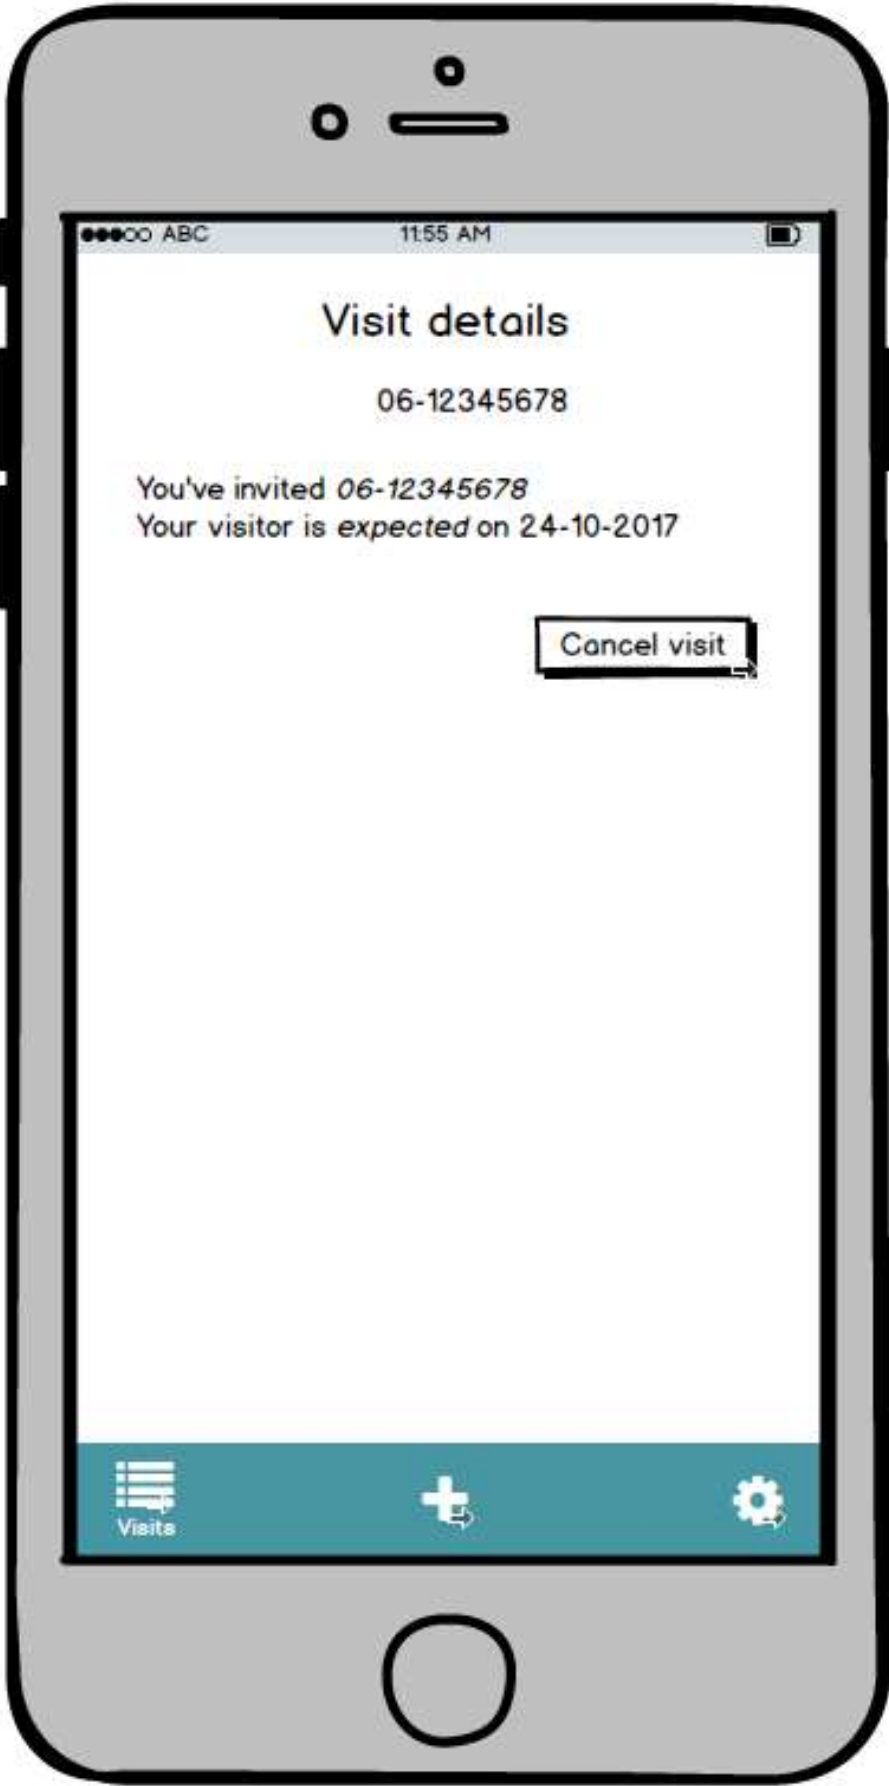 ABC 11:55 AM
Visit details
06-12345678
You've invited 06-12345678
Your visitor is expected on 24-10-2017
Cancel visit
Visits